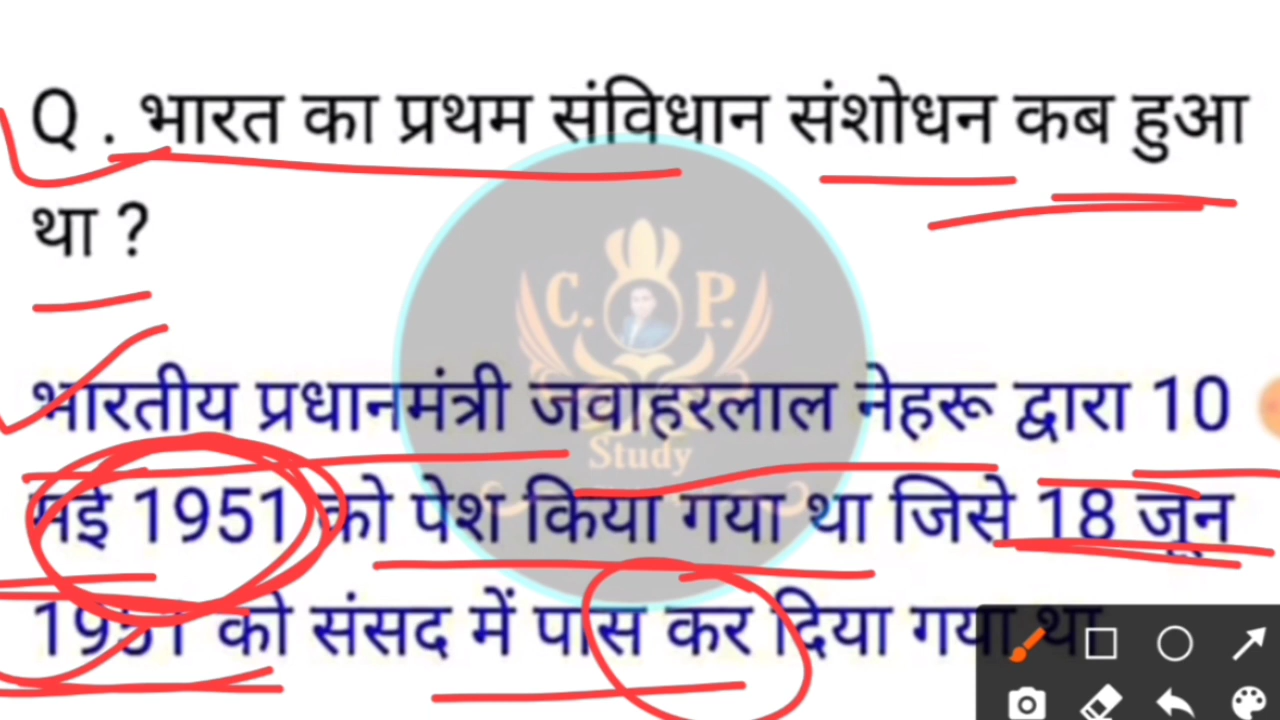 Q . भारत का प्रथम संविधान संशोधन कब हुआ
था ?
C. P.
भारतीय प्रधानमंत्री जवाहरलाल नेहरू द्वारा 10
Study
मई 1951 को पेश किया गया था जिसे 18 जून
1951 को संसद में पास कर दिया गया था